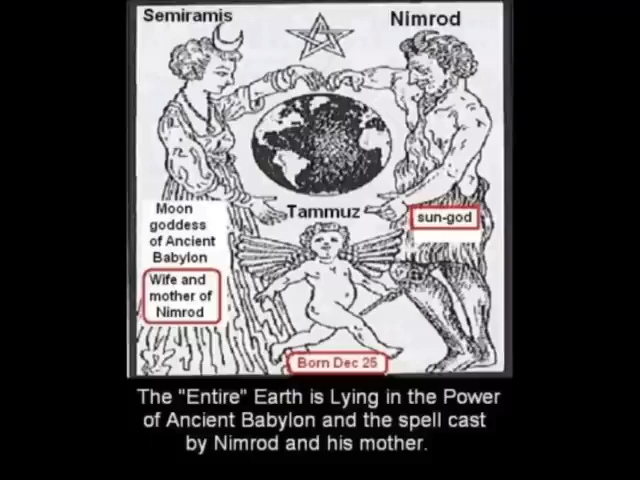 Semiramis
Nimrod
Tammuz
sun-god
Moon
goddess
of Ancient
Babylon
Wife and
mother of
Nimrod
Born Dec 25
The "Entire" Earth is Lying in the Power
of Ancient Babylon and the spell cast
by Nimrod and his mother.